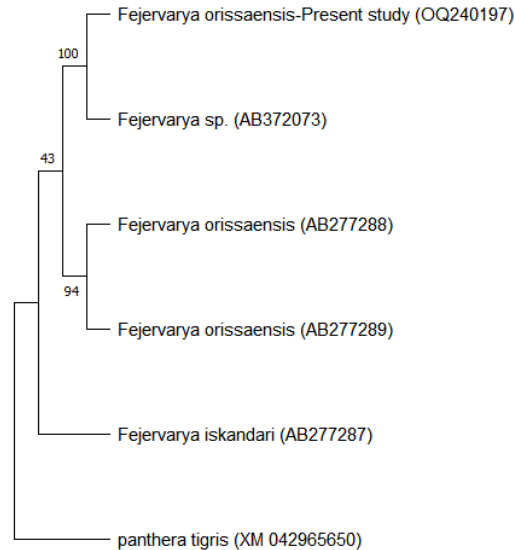 Fejervarya orissaensis-Present study (OQ240197)
100
Fejervarya sp. (AB372073)
43
Fejervarya orissaensis (AB277288)
94
Fejervarya orissaensis (AB277289)
Fejervarya iskandari (AB277287)
panthera tigris (XM 042965650)